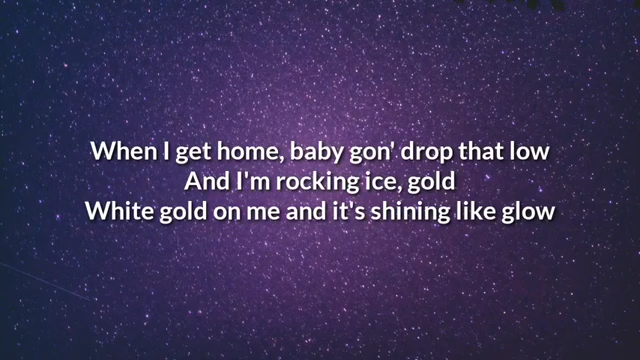 When I get home, baby gon' drop that low
And I'm rocking ice, gold
White gold on me and it's shining like glow